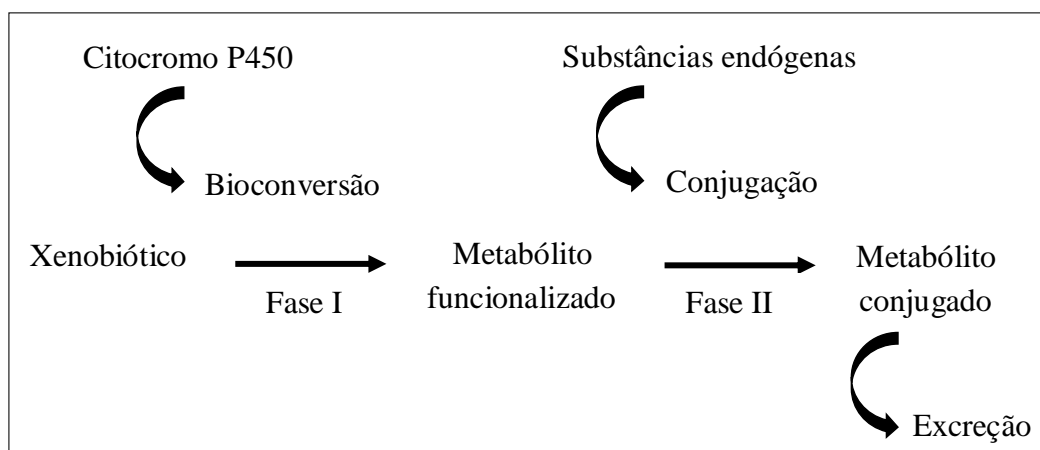 Citocromo P450
Substâncias endógenas
Bioconversão
Conjugação
Xenobiótico
Fase I
Metabólito
funcionalizado
Fase II
Metabólito
conjugado
Excreção